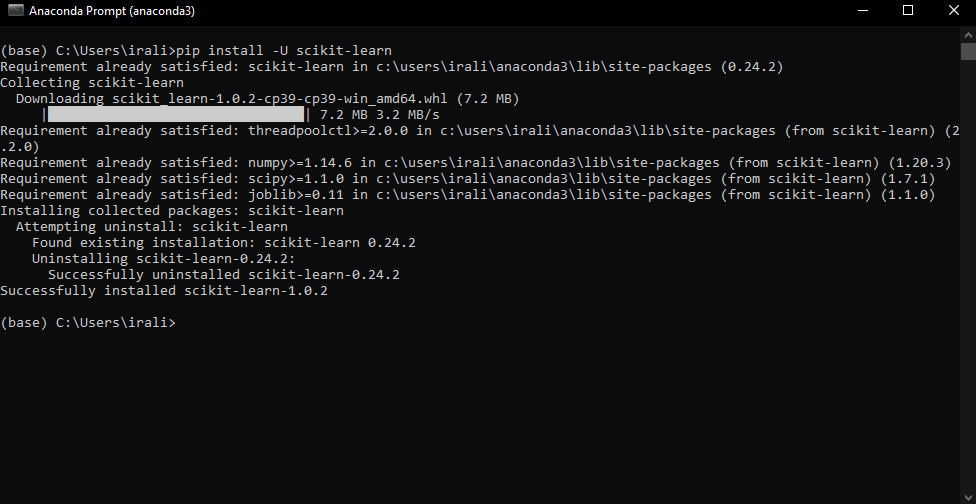 Anaconda Prompt (anaconda3)
(base) C:\Users\irali>pip install -U scikit-learn
Requirement already satisfied: scikit-learn in c:\users\irali\anaconda3\lib\site-packages (0.24.2)
Collecting scikit-learn
  Downloading scikit_learn-1.0.2-cp39-cp39-win_amd64.whl (7.2 MB)
     |████████████████████████████████| 7.2 MB 3.2 MB/s
Requirement already satisfied: threadpoolctl>=2.0.0 in c:\users\irali\anaconda3\lib\site-packages (from scikit-learn) (2
.2.0)
Requirement already satisfied: numpy>=1.14.6 in c:\users\irali\anaconda3\lib\site-packages (from scikit-learn) (1.20.3)
Requirement already satisfied: scipy>=1.1.0 in c:\users\irali\anaconda3\lib\site-packages (from scikit-learn) (1.7.1)
Requirement already satisfied: joblib>=0.11 in c:\users\irali\anaconda3\lib\site-packages (from scikit-learn) (1.1.0)
Installing collected packages: scikit-learn
  Attempting uninstall: scikit-learn
    Found existing installation: scikit-learn 0.24.2
    Uninstalling scikit-learn-0.24.2:
      Successfully uninstalled scikit-learn-0.24.2
Successfully installed scikit-learn-1.0.2
(base) C:\Users\irali>